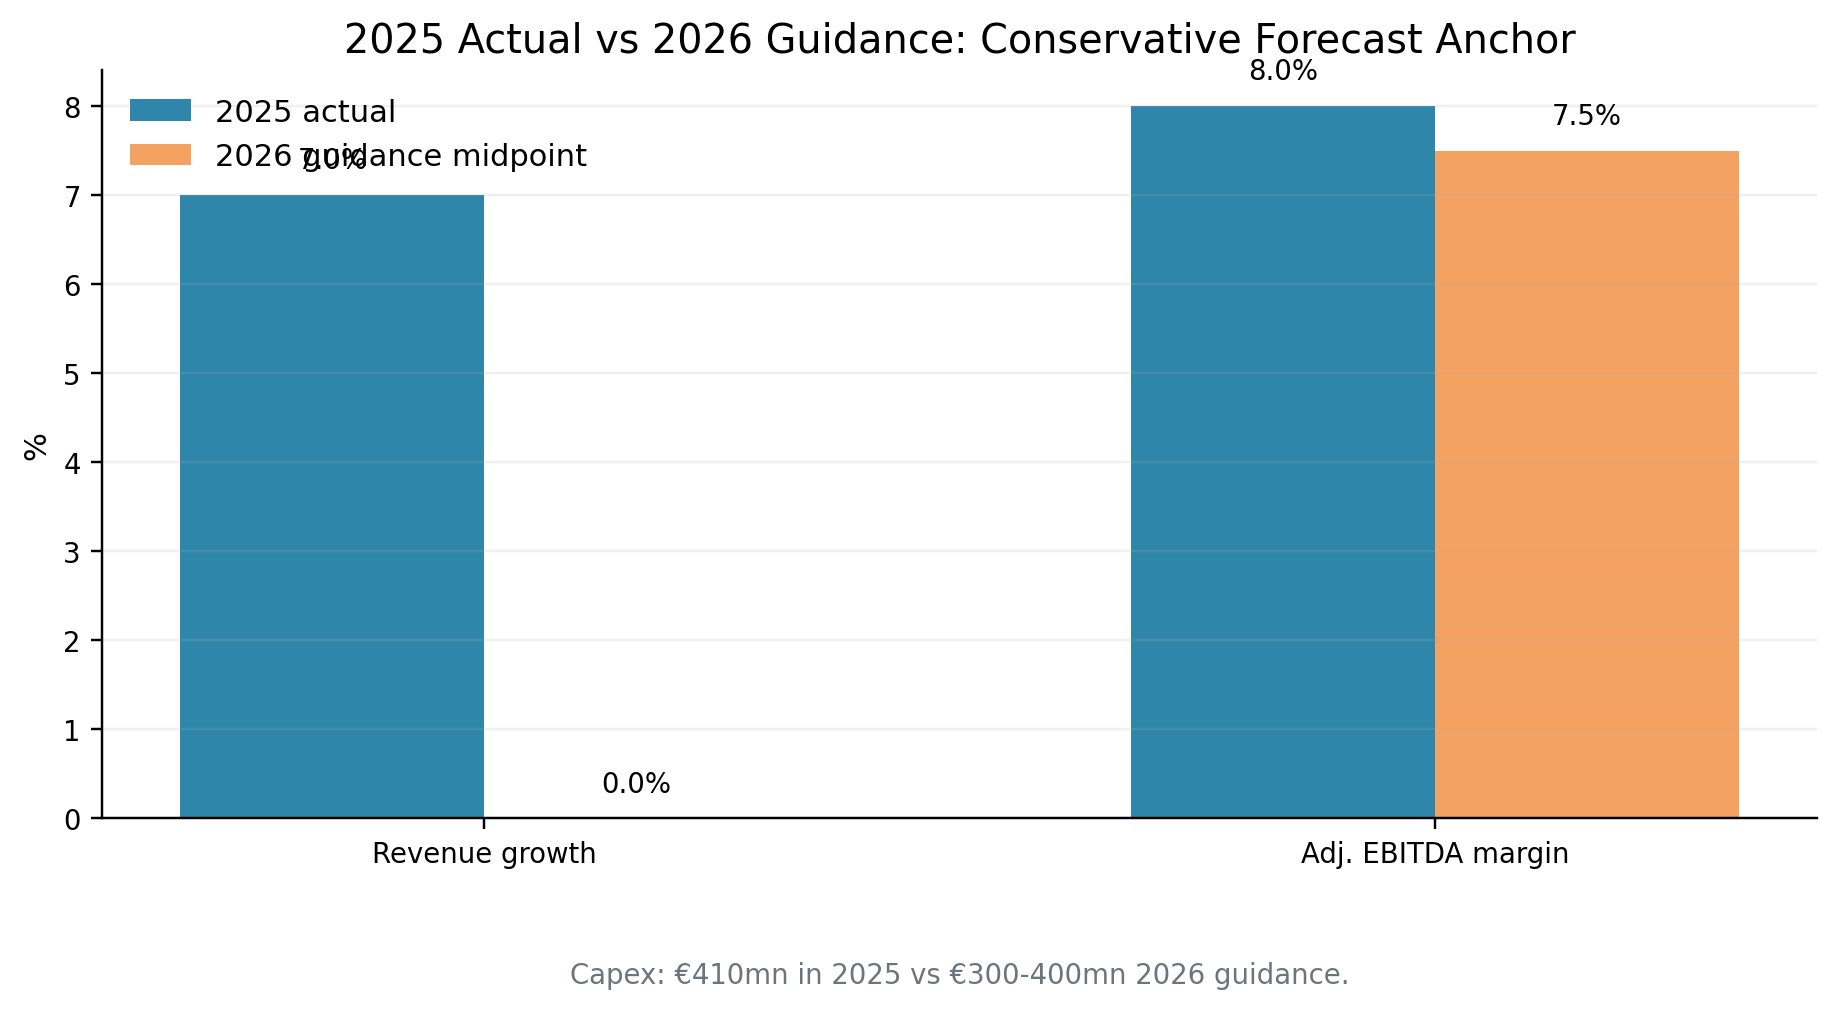 2025 Actual vs 2026 Guidance: Conservative Forecast Anchor
2025 actual
2026 guidance midpoint
7.0%
8.0%
7.5%
0.0%
%
8
7
6
5
4
3
2
1
0
Revenue growth
Adj. EBITDA margin
Capex: €410mn in 2025 vs €300-400mn 2026 guidance.